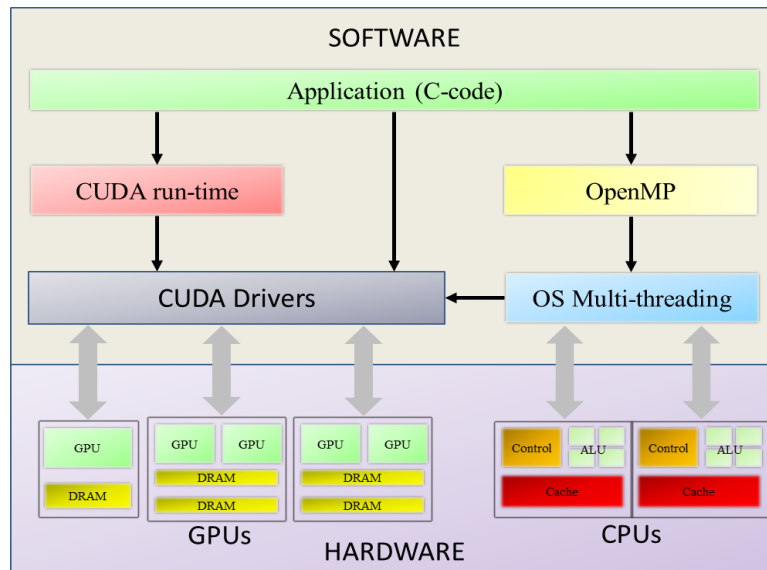 SOFTWARE
Application (C-code)
CUDA run-time
OpenMP
CUDA Drivers
OS Multi-threading
GPU
DRAM
GPU GPU
DRAM
DRAM
GPU GPU
DRAM
DRAM
Control ALU
Cache
Control ALU
Cache
GPUs
CPUs
HARDWARE